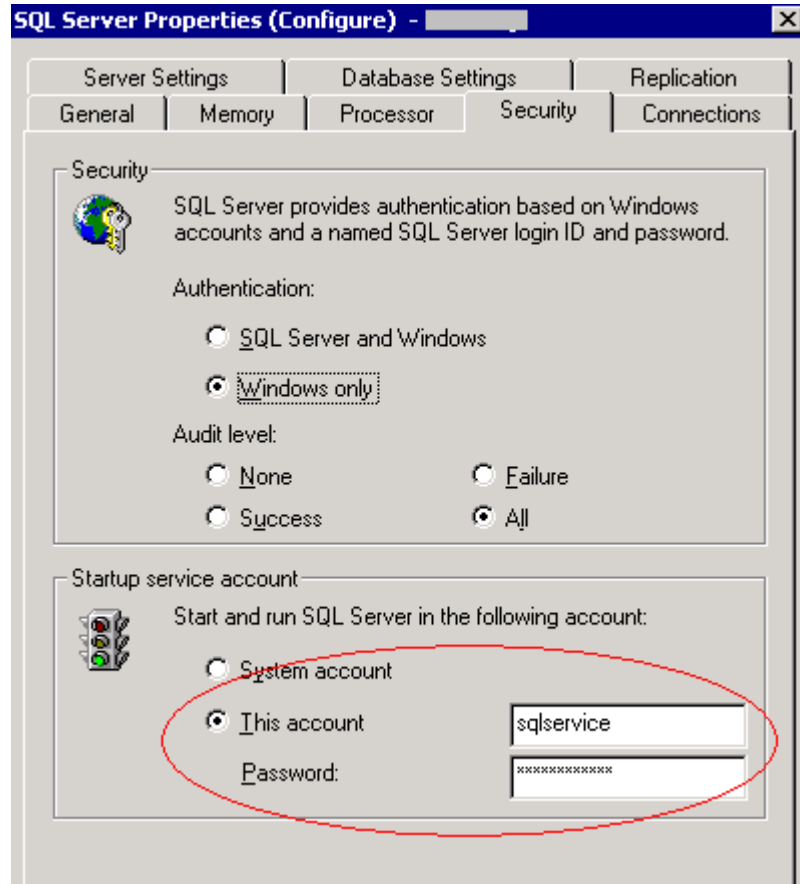 SQL Server Properties (Configure) -
Server Settings Database Settings Replication
General Memory Processor Security Connections
Security
SQL Server provides authentication based on Windows
accounts and a named SQL Server login ID and password.
Authentication:
SQL Server and Windows
Windows only
Audit level:
None Failure
Success All
Startup service account
Start and run SQL Server in the following account:
System account
This account sqlservice
Password: xxxxxxxxxxxx